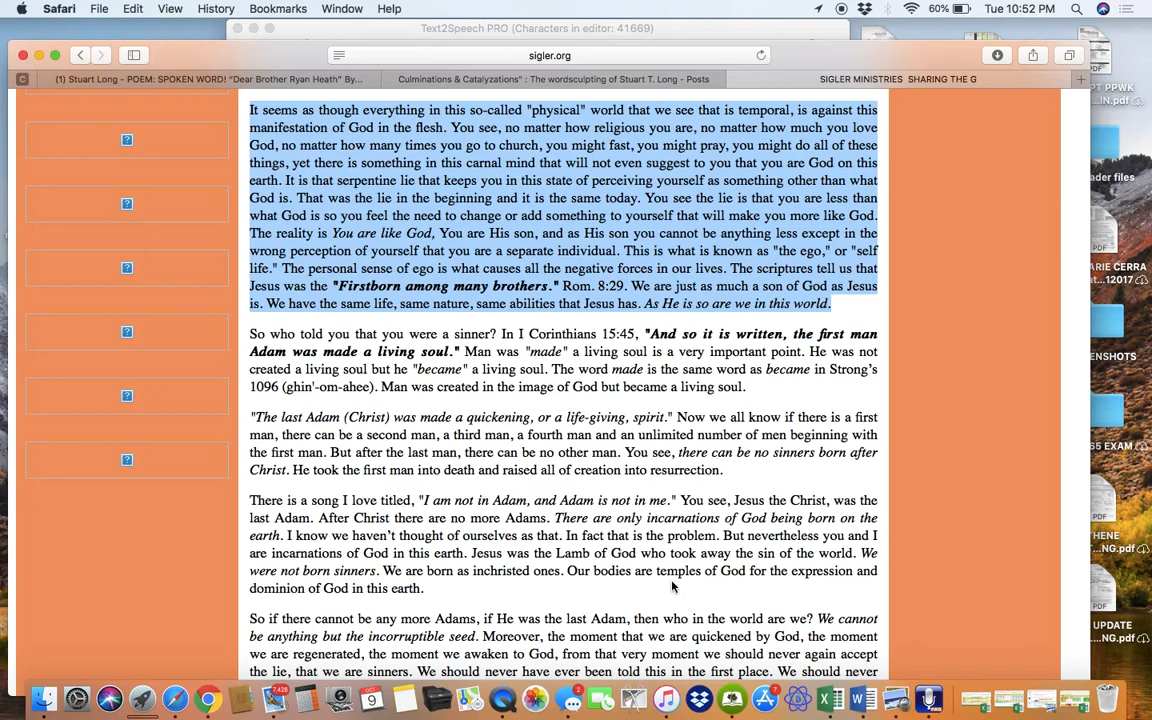 Safari File Edit View History Bookmarks Window Help 60% Tue 10:52 PM
Text2Speech PRO (Characters in editor: 41669)
sigler.org
C (1) Stuart Long - POEM: SPOKEN WORD! "Dear Brother Ryan Heath" By... Culminations & Catalyzations" : The wordsculpting of Stuart T. Long - Posts SIGLER MINISTRIES SHARING THE G
It seems as though everything in this so-called "physical" world that we see that is temporal, is against this
manifestation of God in the flesh. You see, no matter how religious you are, no matter how much you love
God, no matter how many times you go to church, you might fast, you might pray, you might do all of these
things, yet there is something in this carnal mind that will not even suggest to you that you are God on this
earth. It is that serpentine lie that keeps you in this state of perceiving yourself as something other than what
God is. That was the lie in the beginning and it is the same today. You see the lie is that you are less than
what God is so you feel the need to change or add something to yourself that will make you more like God.
The reality is You are like God, You are His son, and as His son you cannot be anything less except in the
wrong perception of yourself that you are a separate individual. This is what is known as "the ego," or "self
life." The personal sense of ego is what causes all the negative forces in our lives. The scriptures tell us that
Jesus was the "Firstborn among many brothers." Rom. 8:29. We are just as much a son of God as Jesus
is. We have the same life, same nature, same abilities that Jesus has. As He is so are we in this world.
So who told you that you were a sinner? In I Corinthians 15:45, "And so it is written, the first man
Adam was made a living soul." Man was "made" a living soul is a very important point. He was not
created a living soul but he "became" a living soul. The word made is the same word as became in Strong's
1096 (ghin'-om-ahee). Man was created in the image of God but became a living soul.
"The last Adam (Christ) was made a quickening, or a life-giving, spirit." Now we all know if there is a first
man, there can be a second man, a third man, a fourth man and an unlimited number of men beginning with
the first man. But after the last man, there can be no other man. You see, there can be no sinners born after
Christ. He took the first man into death and raised all of creation into resurrection.
There is a song I love titled, "I am not in Adam, and Adam is not in me." You see, Jesus the Christ, was the
last Adam. After Christ there are no more Adams. There are only incarnations of God being born on the
earth. I know we haven't thought of ourselves as that. In fact that is the problem. But nevertheless you and I
are incarnations of God in this earth. Jesus was the Lamb of God who took away the sin of the world. We
were not born sinners. We are born as inchristed ones. Our bodies are temples of God for the expression and
dominion of God in this earth.
So if there cannot be any more Adams, if He was the last Adam, then who in the world are we? We cannot
be anything but the incorruptible seed. Moreover, the moment that we are quickened by God, the moment
we are regenerated, the moment we awaken to God, from that very moment we should never again accept
the lie, that we are sinners. We should never have ever been told this in the first place. We should never
PT PPWK
IN.pdf
ader files
ARIE CERRA
12017
ENSHOTS
65 EXAM
THENE
NG.pdf
UPDATE
NG.pdf
7,428
OCT
9
2
7